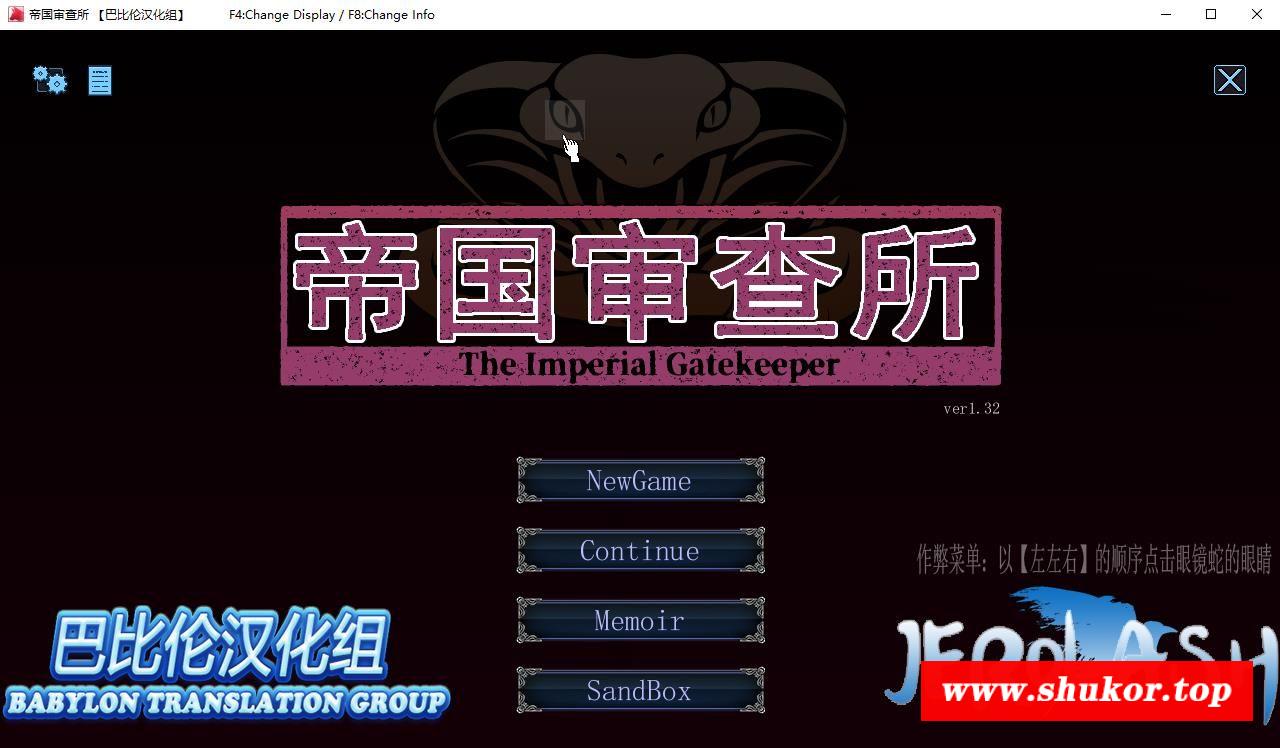 帝国审查所 【巴比伦汉化组】 F4:Change Display / F8:Change Info
帝国审查所
The Imperial Gatekeeper
ver1.32
NewGame
Continue
Memoir
SandBox
作弊菜单: 以【左左右】的顺序点击眼镜蛇的眼睛
巴比伦汉化组
BABYLON TRANSLATION GROUP
www.shukor.top